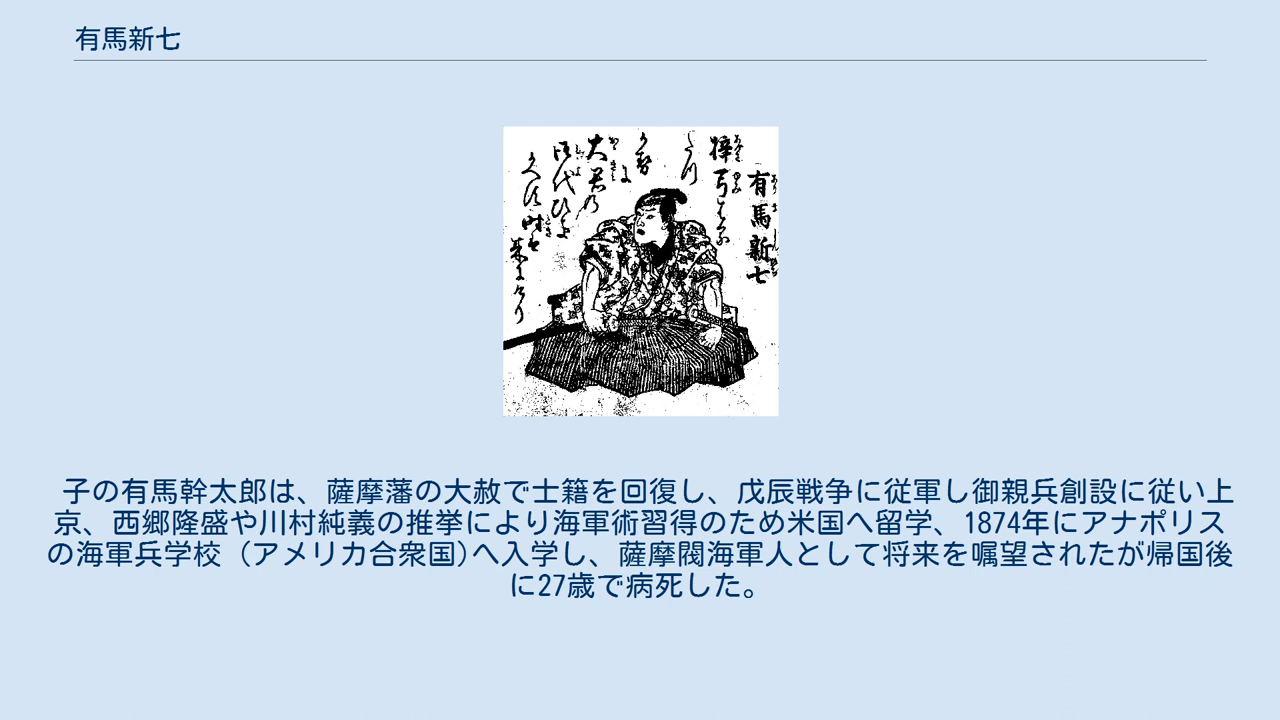 有馬新七
有馬新七
梓弓
大君の
御代
子の有馬幹太郎は、薩摩藩の大赦で士籍を回復し、戊辰戦争に従軍し御親兵創設に従い上
京、西郷隆盛や川村純義の推挙により海軍術習得のため米国へ留学、1874年にアナポリス
の海軍兵学校（アメリカ合衆国)へ入学し、薩摩閥海軍人として将来を嘱望されたが帰国後
に27歳で病死した。